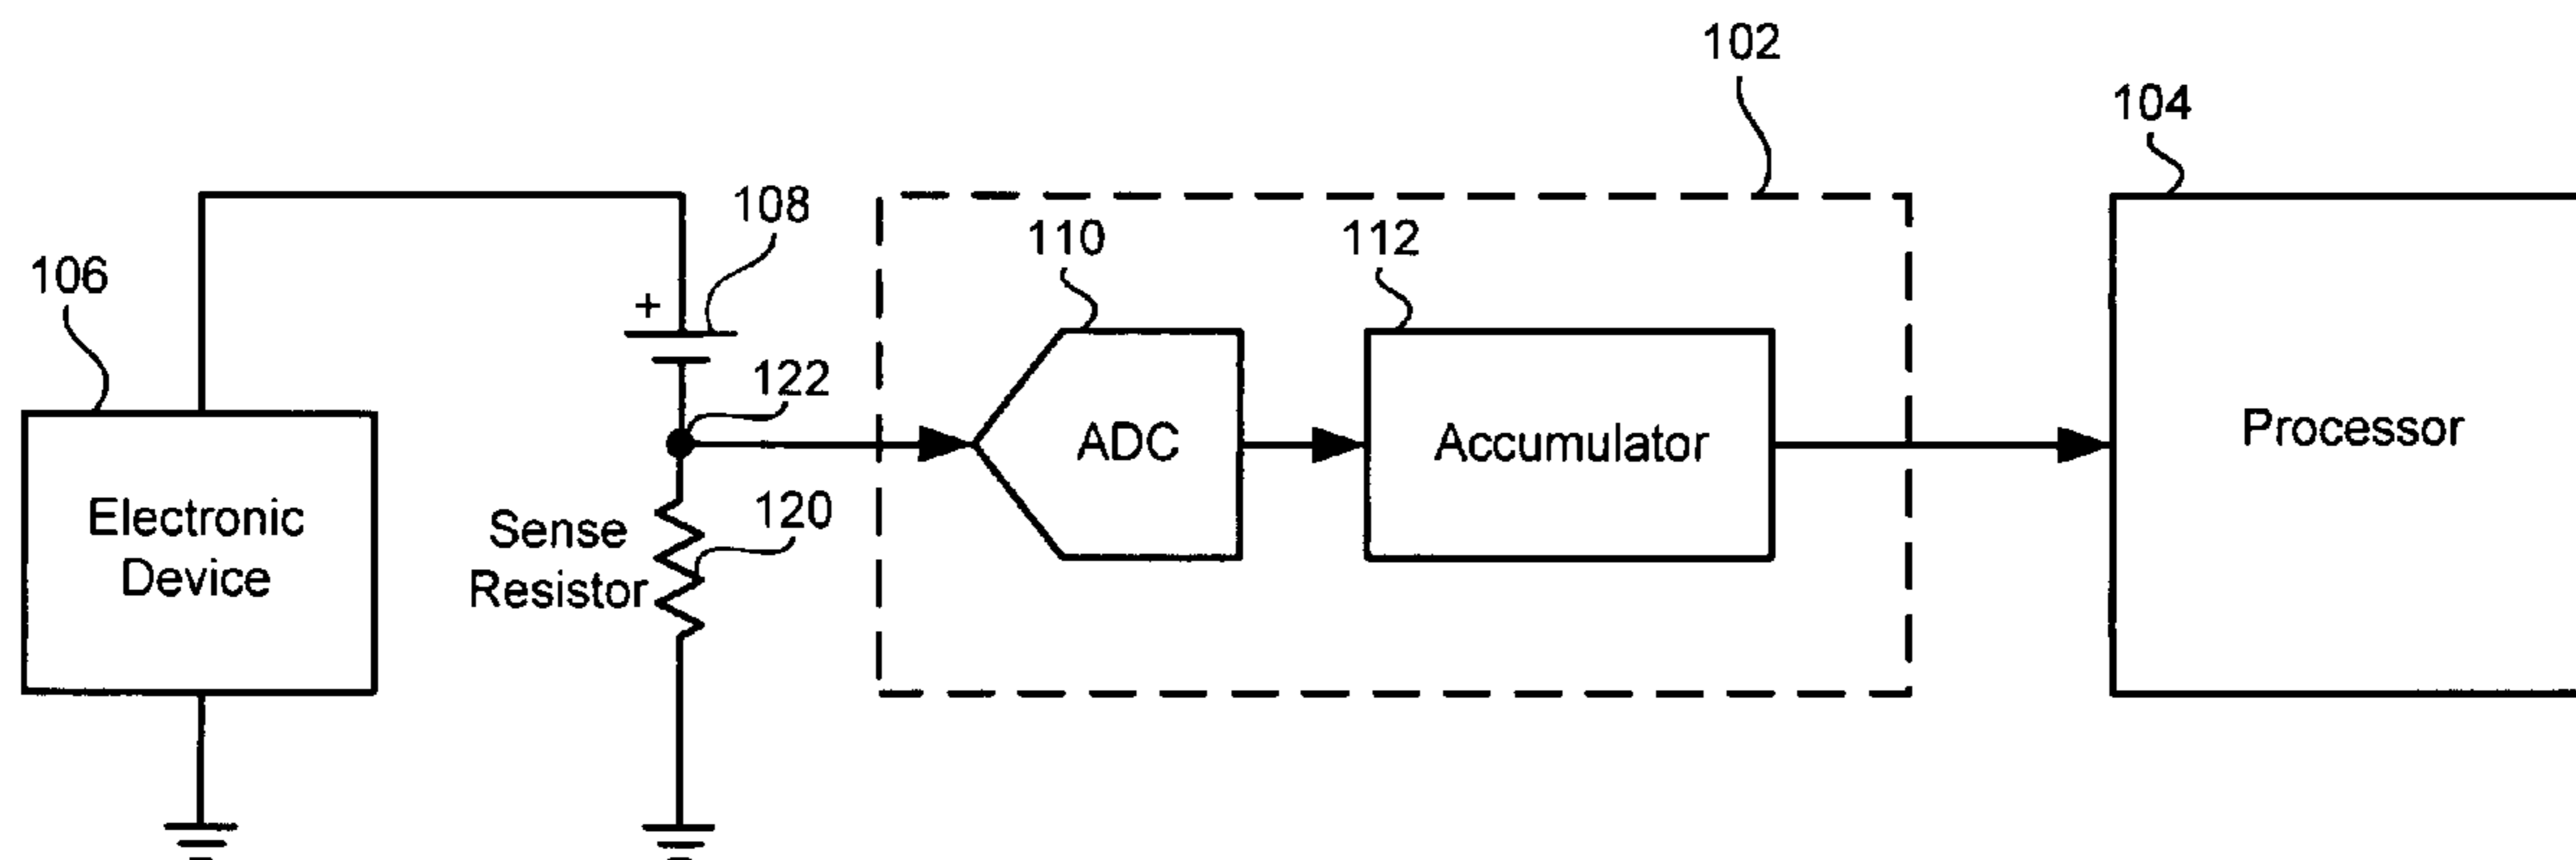 102
104
108
110
112
106
+
122
ADC
Accumulator
Processor
Electronic
Device
Sense
Resistor
120